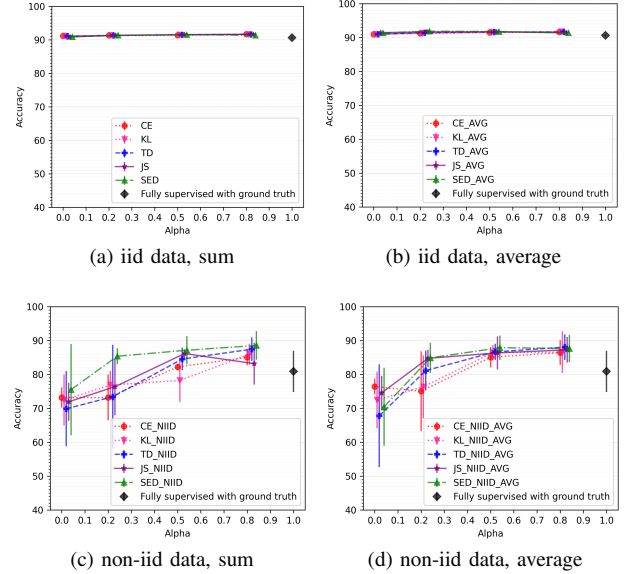 100
90
80
70
60
50
40
Accuracy
CE
KL
TD
JS
SED
Fully supervised with ground truth
0.0 0.1 0.2 0.3 0.4 0.5 0.6 0.7 0.8 0.9 1.0
Alpha
(a) iid data, sum
100
90
80
70
60
50
40
Accuracy
CE_AVG
KL_AVG
TD_AVG
JS_AVG
SED_AVG
Fully supervised with ground truth
0.0 0.1 0.2 0.3 0.4 0.5 0.6 0.7 0.8 0.9 1.0
Alpha
(b) iid data, average
100
90
80
70
60
50
40
Accuracy
CE_NIID
KL_NIID
TD_NIID
JS_NIID
SED_NIID
Fully supervised with ground truth
0.0 0.1 0.2 0.3 0.4 0.5 0.6 0.7 0.8 0.9 1.0
Alpha
(c) non-iid data, sum
100
90
80
70
60
50
40
Accuracy
CE_NIID_AVG
KL_NIID_AVG
TD_NIID_AVG
JS_NIID_AVG
SED_NIID_AVG
Fully supervised with ground truth
0.0 0.1 0.2 0.3 0.4 0.5 0.6 0.7 0.8 0.9 1.0
Alpha
(d) non-iid data, average